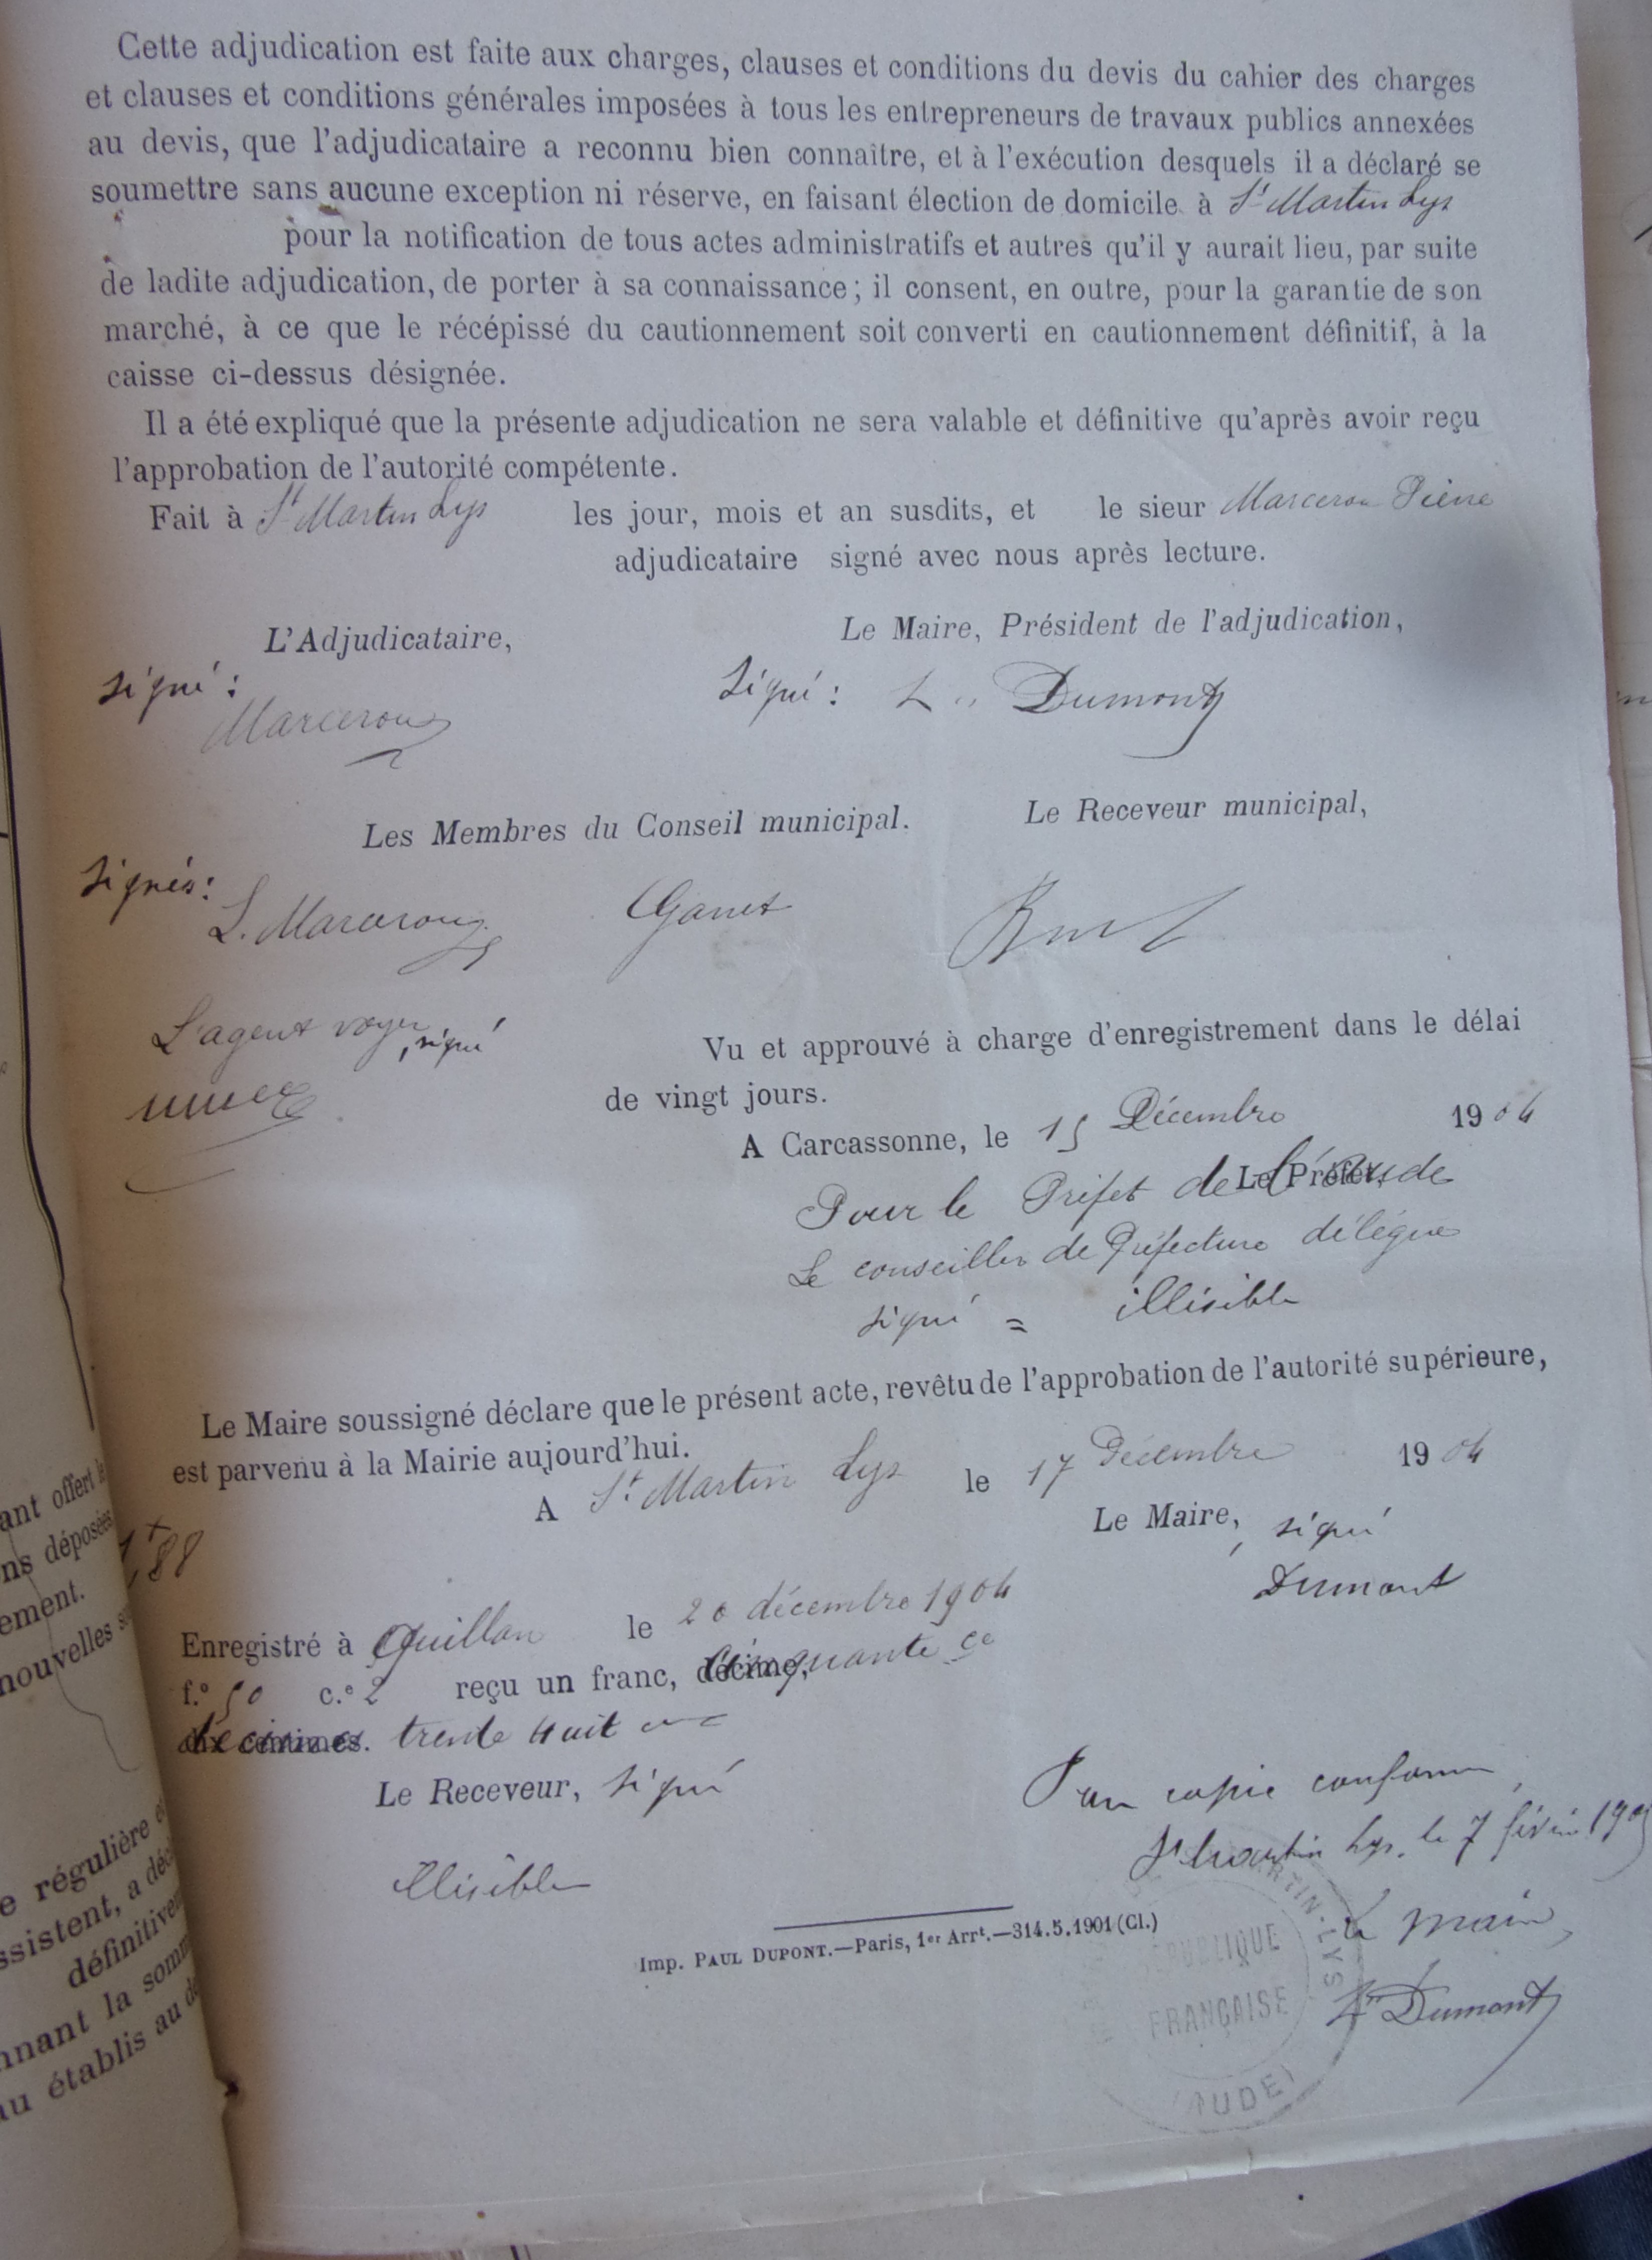 Cette adjudication est faite aux charges, clauses et conditions du devis du cahier des charges
et clauses et conditions générales imposées à tous les entrepreneurs de travaux publics annexées
au devis, que l'adjudicataire a reconnu bien connaître, et à l'exécution desquels il a déclaré se
soumettre sans aucune exception ni réserve, en faisant élection de domicile à St Martin Lys
pour la notification de tous actes administratifs et autres qu'il y aurait lieu, par suite
de ladite adjudication, de porter à sa connaissance; il consent, en outre, pour la garantie de son
marché, à ce que le récépissé du cautionnement soit converti en cautionnement définitif, à la
caisse ci-dessus désignée.
Il a été expliqué que la présente adjudication ne sera valable et définitive qu'après avoir reçu
l'approbation de l'autorité compétente.
Fait à St Martin Lys les jour, mois et an susdits, et le sieur Marcerou Pierre
adjudicataire signé avec nous après lecture.
L'Adjudicataire, Le Maire, Président de l'adjudication,
signé : Signé : L Dumont
Marcerou
Les Membres du Conseil municipal. Le Receveur municipal,
Signés :
L. Marcerou
L'agent voyer, signé
Vu et approuvé à charge d'enregistrement dans le délai
de vingt jours.
A Carcassonne, le 15 Décembre 1904
Le Préfet,
Pour le Préfet de l'Aude
Le conseiller de Préfecture délégué
signé = illisible
Le Maire soussigné déclare que le présent acte, revêtu de l'approbation de l'autorité supérieure,
est parvenu à la Mairie aujourd'hui.
A St Martin Lys le 17 Décembre 1904
Le Maire, signé
Dumont
88
Enregistré à Quillan le 20 décembre 1904
f.° 50 c.e 2 reçu un franc, décime, cinquante ce
dix centimes. décimes trente huit
Le Receveur, signé
Illisible
Pour copie conforme,
St Martin Lys, le 7 février 1905
Le maire,
Dumont
Imp. PAUL DUPONT.—Paris, 1er Arrt.—314.5.1901 (Cl.)
MARTIN-LYS
RÉPUBLIQUE
FRANÇAISE
(AUDE)
ant offert le
ns déposées
ement.
nouvelles
e régulière
ssistent, a
définitive
nnant la somm
au établis au